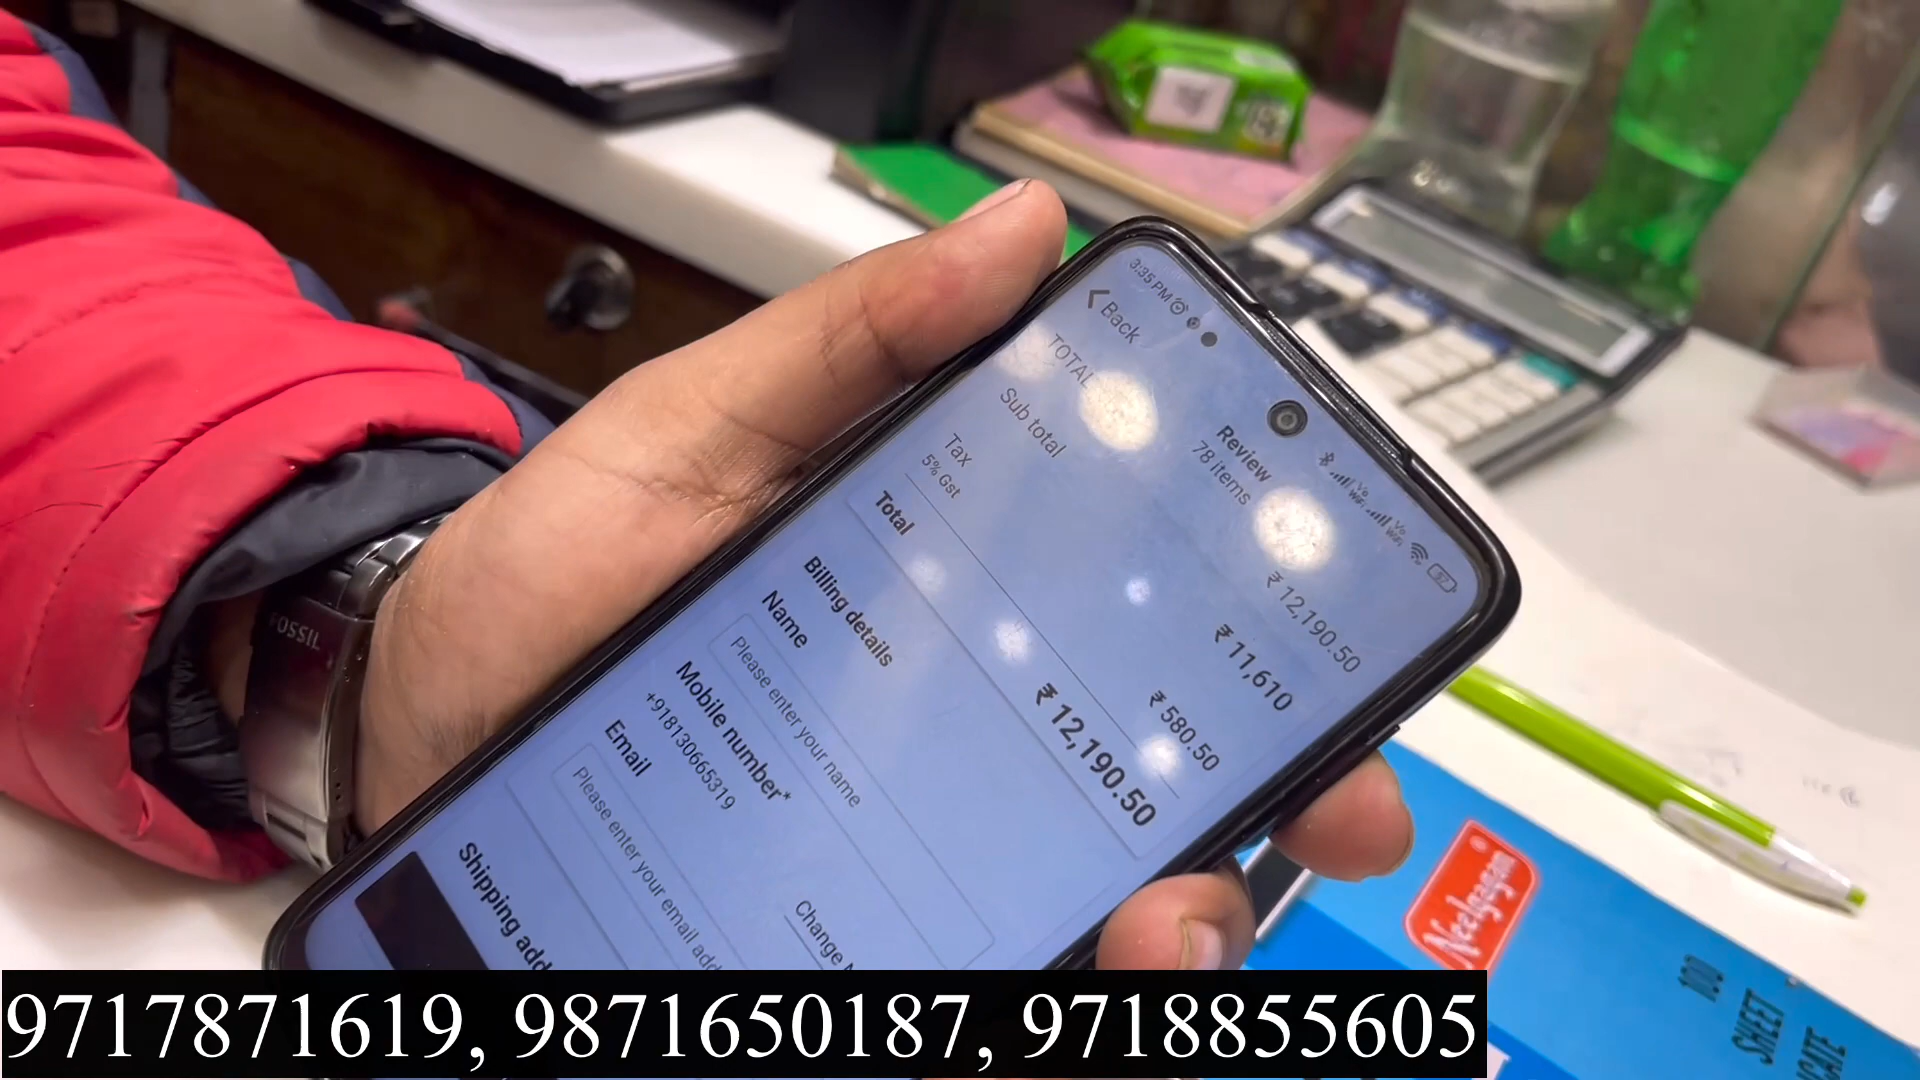 3:35 PM
Back
Review
78 items
TOTAL ₹ 12,190.50
Sub total ₹ 11,610
Tax ₹ 580.50
5% Gst
Total ₹ 12,190.50
Billing details
Name
Please enter your name
Mobile number*
+918130665319
Change
Email
Please enter your email
Shipping
FOSSIL
Neelgagan
SHEET
9717871619, 9871650187, 9718855605